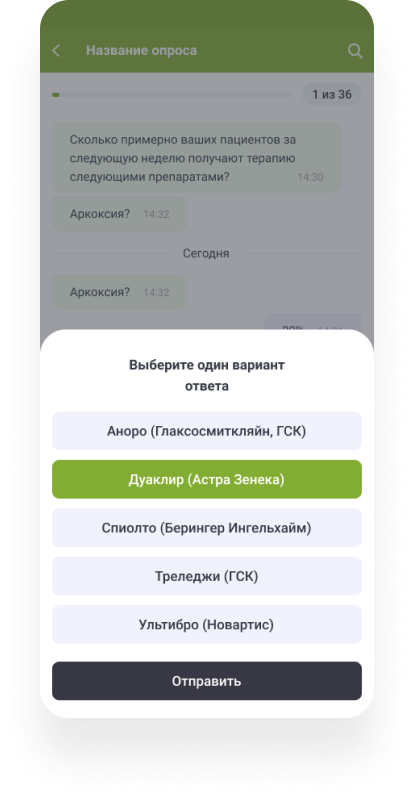 Название опроса
1 из 36
Сколько примерно ваших пациентов за
следующую неделю получают терапию
следующими препаратами? 14:30
Аркоксия? 14:32
Сегодня
Аркоксия? 14:32
Выберите один вариант
ответа
Аноро (Глаксосмиткляйн, ГСК)
Дуаклир (Астра Зенека)
Спиолто (Берингер Ингельхайм)
Треледжи (ГСК)
Ультибро (Новартис)
Отправить